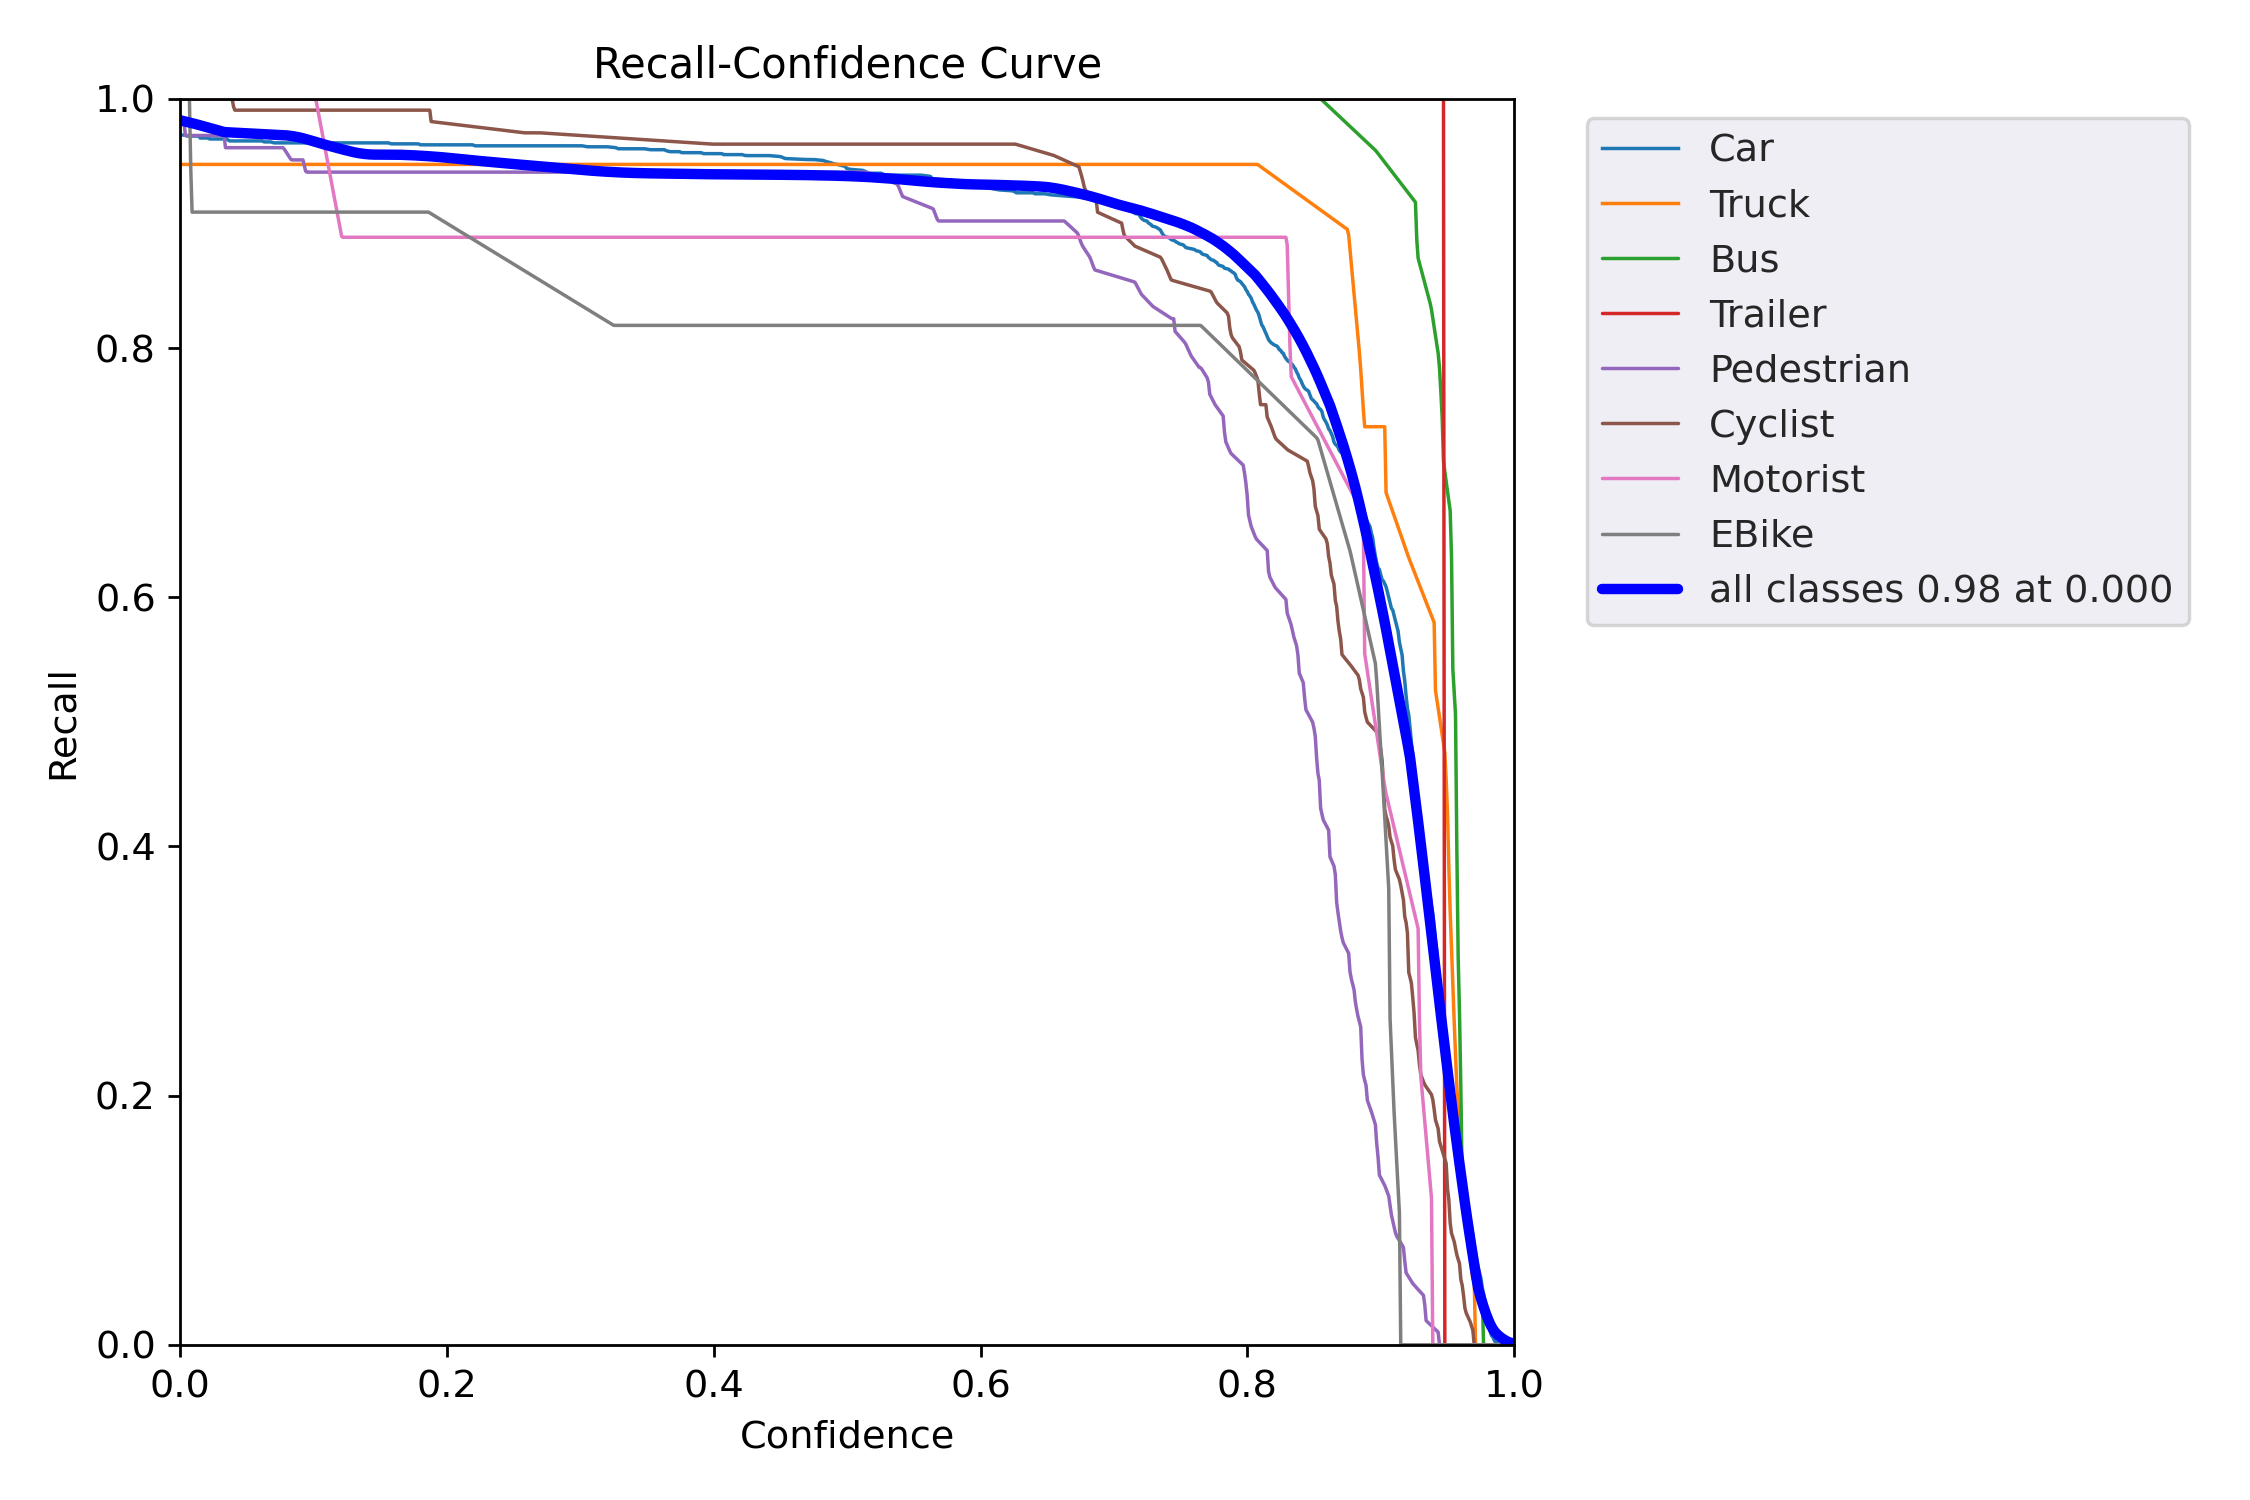 Recall-Confidence Curve
1.0
0.8
0.6
0.4
0.2
0.0
Recall
0.0 0.2 0.4 0.6 0.8 1.0
Confidence
Car
Truck
Bus
Trailer
Pedestrian
Cyclist
Motorist
EBike
all classes 0.98 at 0.000